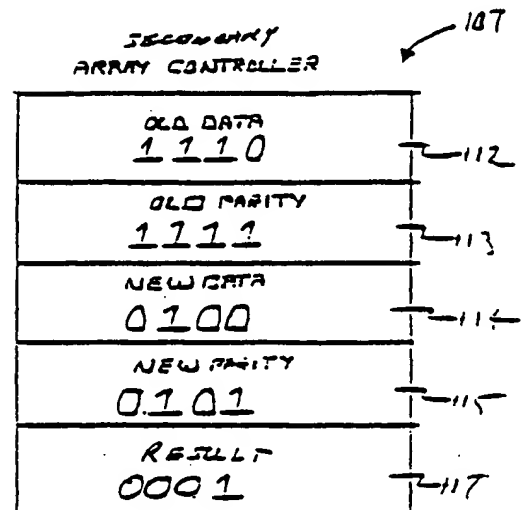 SECONDARY
ARRAY CONTROLLER
107
OLD DATA
1110
112
OLD PARITY
1111
113
NEW DATA
0100
114
NEW PARITY
0101
115
RESULT
0001
117